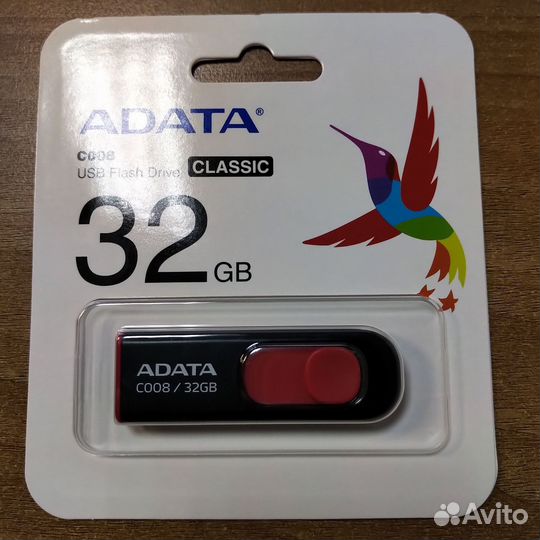 ADATA®
C008
USB Flash Drive CLASSIC
32 GB
ADATA
C008 / 32GB
Avito